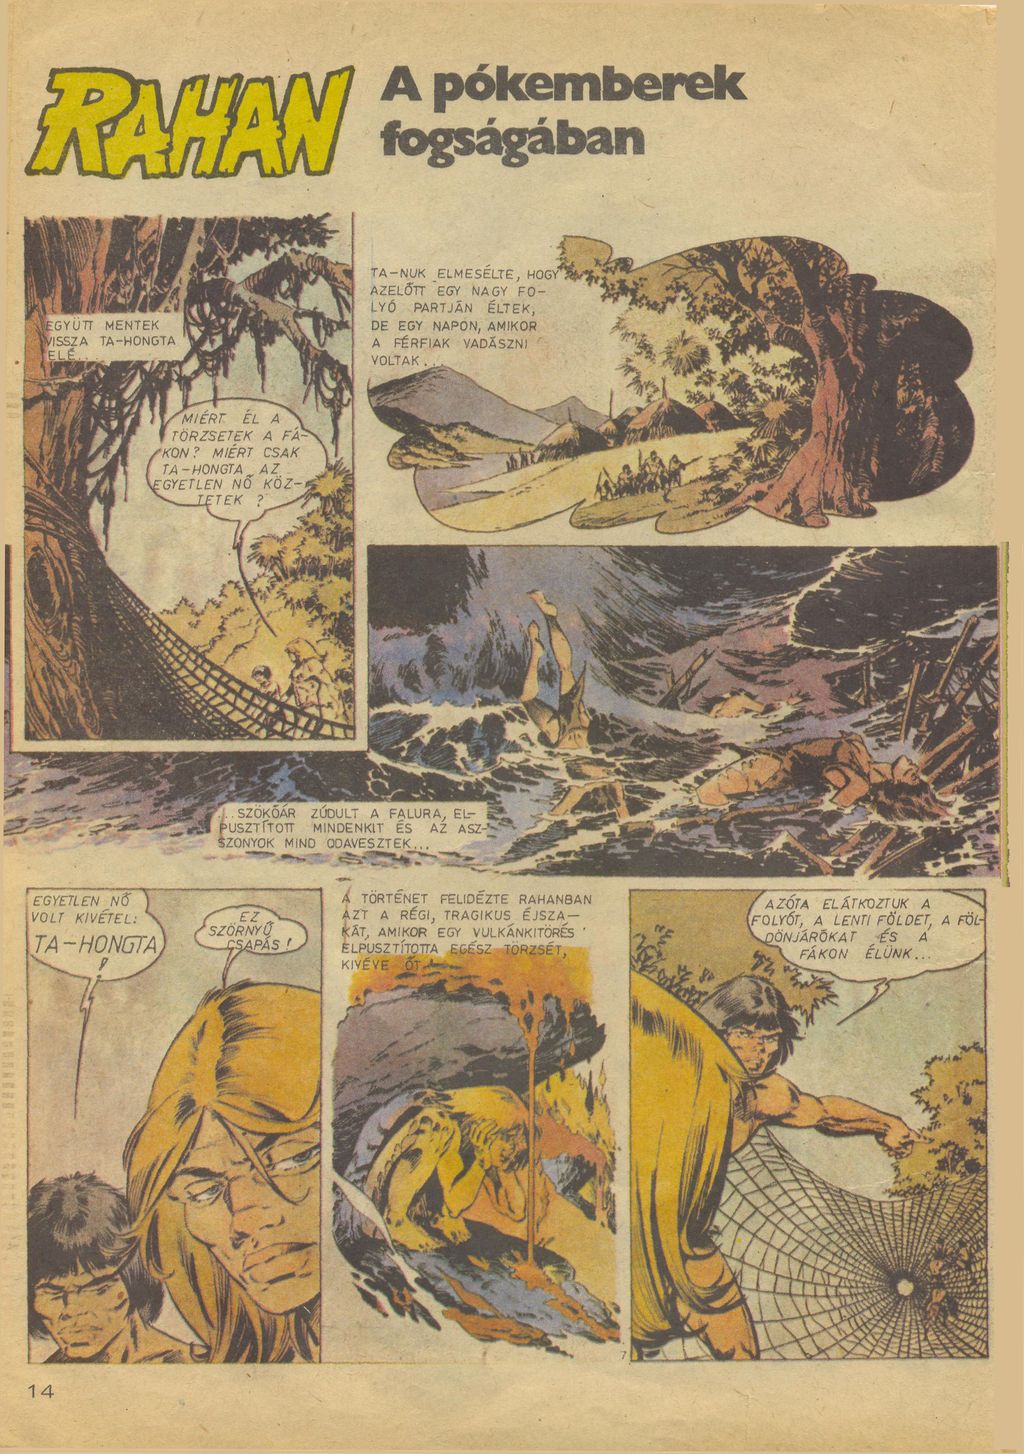 RAHAN
A pókemberek
fogságában
EGYÜTT MENTEK
VISSZA TA-HONGTA
ELÉ...
MIÉRT ÉL A
TÖRZSETEK A FÁ-
KON? MIÉRT CSAK
TA-HONGTA AZ
EGYETLEN NŐ KÖZ-
TETEK ?
TA-NUK ELMESÉLTE, HOGY
AZELŐTT EGY NAGY FO-
LYÓ PARTJÁN ÉLTEK,
DE EGY NAPON, AMIKOR
A FÉRFIAK VADÁSZNI
VOLTAK...
...SZÖKŐÁR ZÚDULT A FALURA, EL-
PUSZTÍTOTT MINDENKIT ÉS AZ ASZ-
SZONYOK MIND ODAVESZTEK...
EGYETLEN NŐ
VOLT KIVÉTEL:
TA-HONGTA
!
EZ
SZÖRNYŰ
CSAPÁS !
A TÖRTÉNET FELIDÉZTE RAHANBAN
AZT A RÉGI, TRAGIKUS ÉJSZA-
KÁT, AMIKOR EGY VULKÁNKITÖRÉS
ELPUSZTÍTOTTA EGÉSZ TÖRZSÉT,
KIVÉVE ŐT...
AZÓTA ELÁTKOZTUK A
FOLYÓT, A LENTI FÖLDET, A FÖL-
DÖNJÁRÓKAT ÉS A
FÁKON ÉLÜNK...
7
14